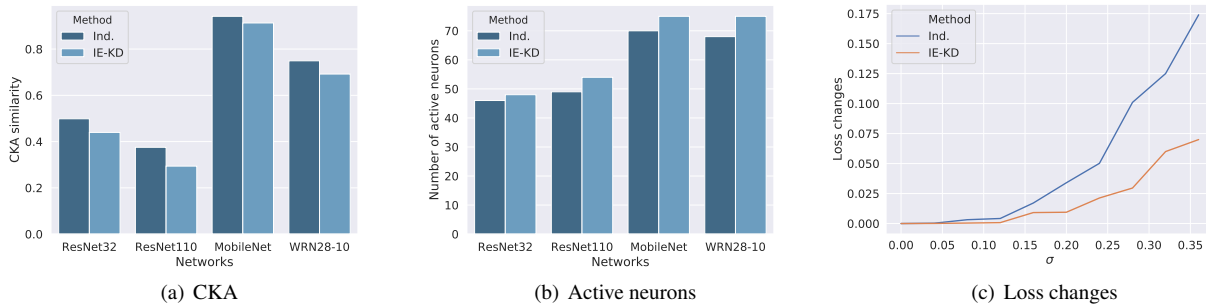 CKA similarity
0.8
0.6
0.4
0.2
0.0
Method
Ind.
IE-KD
ResNet32 ResNet110 MobileNet WRN28-10
Networks
(a) CKA
Number of active neurons
70
60
50
40
30
20
10
0
Method
Ind.
IE-KD
ResNet32 ResNet110 MobileNet WRN28-10
Networks
(b) Active neurons
Loss changes
0.175
0.150
0.125
0.100
0.075
0.050
0.025
0.000
Method
Ind.
IE-KD
0.00 0.05 0.10 0.15 0.20 0.25 0.30 0.35
σ
(c) Loss changes